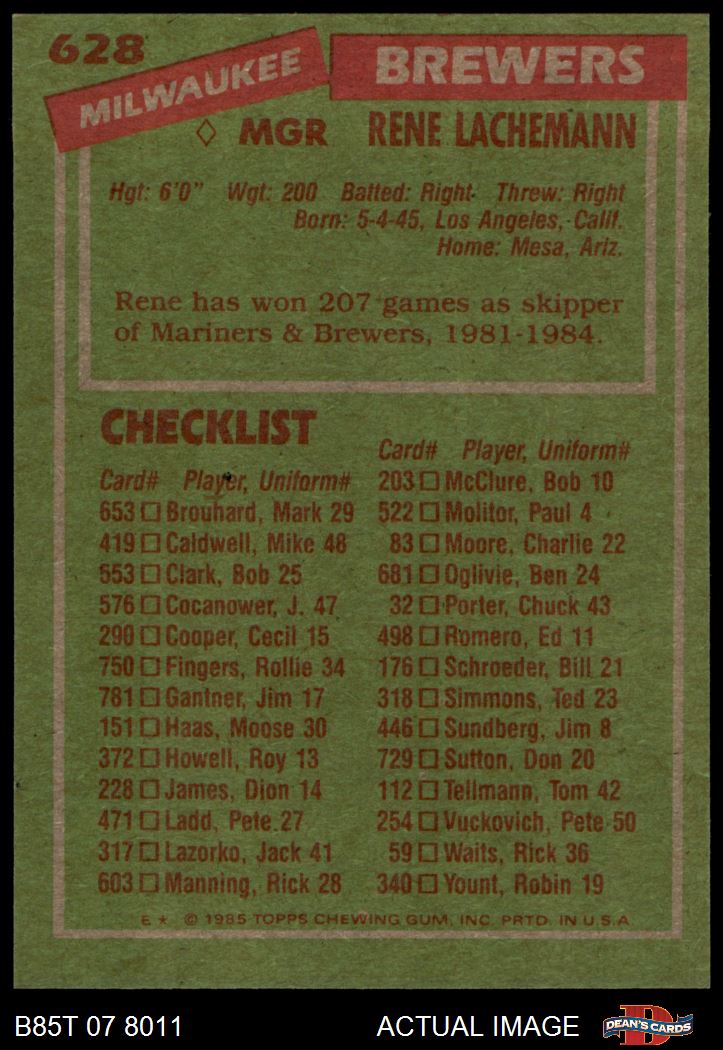 628
MILWAUKEE BREWERS
◊ MGR RENE LACHEMANN
Hgt: 6'0" Wgt: 200 Batted: Right Threw: Right
Born: 5-4-45, Los Angeles, Calif.
Home: Mesa, Ariz.
Rene has won 207 games as skipper
of Mariners & Brewers, 1981-1984.
CHECKLIST
Card# Player, Uniform#
653 □ Brouhard, Mark 29
419 □ Caldwell, Mike 48
553 □ Clark, Bob 25
576 □ Cocanower, J. 47
290 □ Cooper, Cecil 15
750 □ Fingers, Rollie 34
781 □ Gantner, Jim 17
151 □ Haas, Moose 30
372 □ Howell, Roy 13
228 □ James, Dion 14
471 □ Ladd, Pete 27
317 □ Lazorko, Jack 41
603 □ Manning, Rick 28
Card# Player, Uniform#
203 □ McClure, Bob 10
522 □ Molitor, Paul 4
83 □ Moore, Charlie 22
681 □ Oglivie, Ben 24
32 □ Porter, Chuck 43
498 □ Romero, Ed 11
176 □ Schroeder, Bill 21
318 □ Simmons, Ted 23
446 □ Sundberg, Jim 8
729 □ Sutton, Don 20
112 □ Tellmann, Tom 42
254 □ Vuckovich, Pete 50
59 □ Waits, Rick 36
340 □ Yount, Robin 19
E * © 1985 TOPPS CHEWING GUM, INC. PRTD. IN U.S.A
B85T 07 8011 ACTUAL IMAGE
D
DEAN'S CARDS